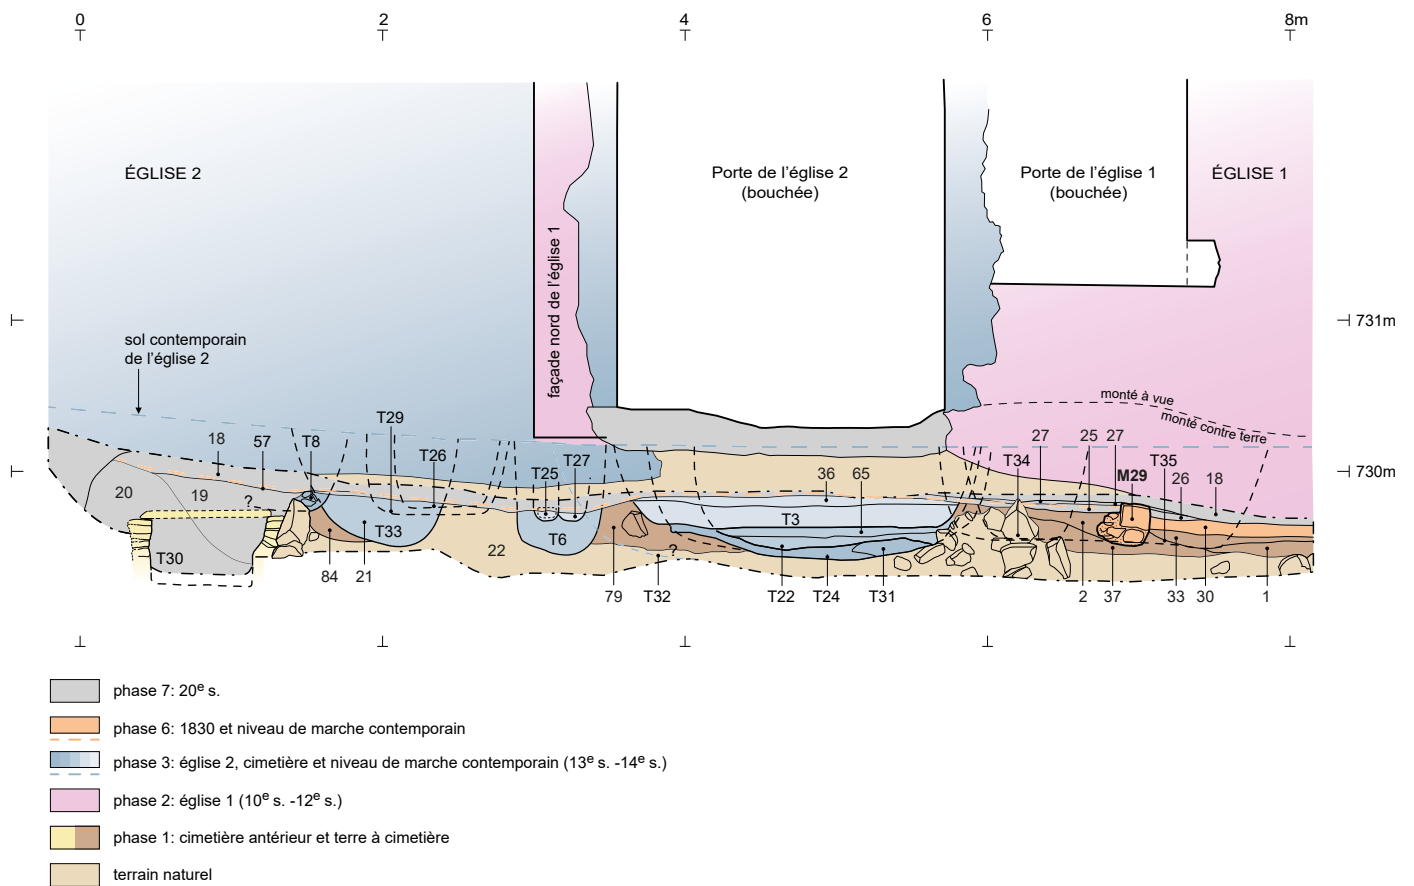 0 2 4 6 8m
ÉGLISE 2
Porte de l’église 2
(bouchée)
Porte de l’église 1
(bouchée)
ÉGLISE 1
façade nord de l’église 1
731m
sol contemporain
de l’église 2
monté à vue
monté contre terre
T29
18 57 T8 T26 T25 T27 36 65 T34 27 25 27 M29 T35 26 18
730m
20 19 ? T33 T6 T3
T30 22 ?
84 21 79 T32 T22 T24 T31 2 37 33 30 1
phase 7: 20e s.
phase 6: 1830 et niveau de marche contemporain
phase 3: église 2, cimetière et niveau de marche contemporain (13e s. -14e s.)
phase 2: église 1 (10e s. -12e s.)
phase 1: cimetière antérieur et terre à cimetière
terrain naturel